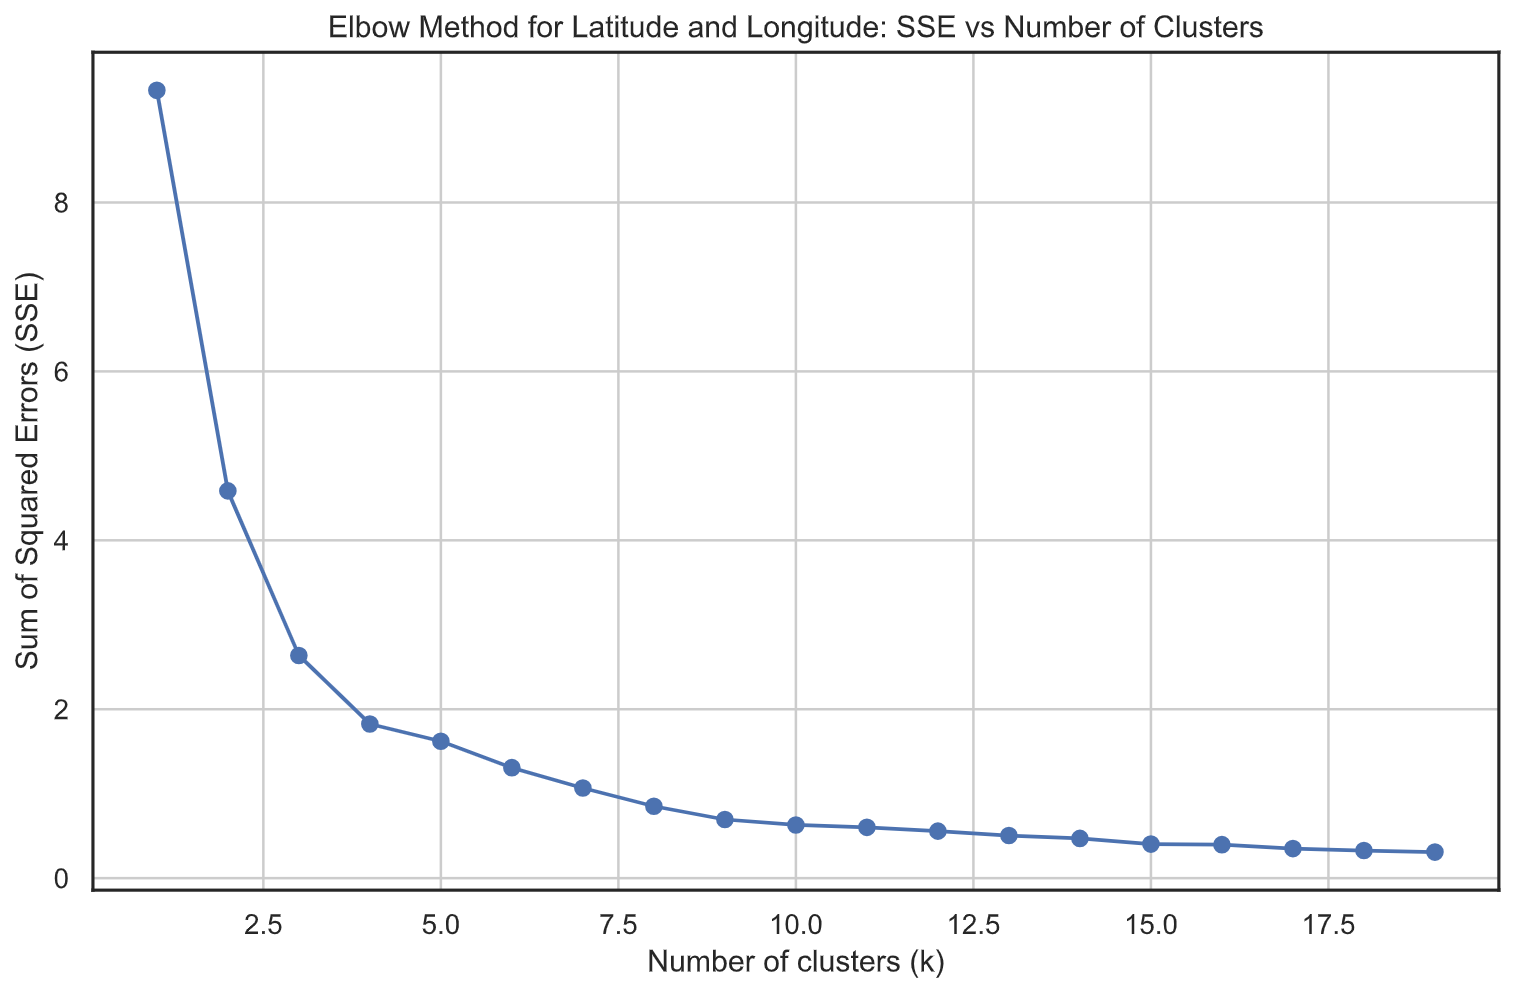 Elbow Method for Latitude and Longitude: SSE vs Number of Clusters
Sum of Squared Errors (SSE)
8
6
4
2
0
2.5 5.0 7.5 10.0 12.5 15.0 17.5
Number of clusters (k)